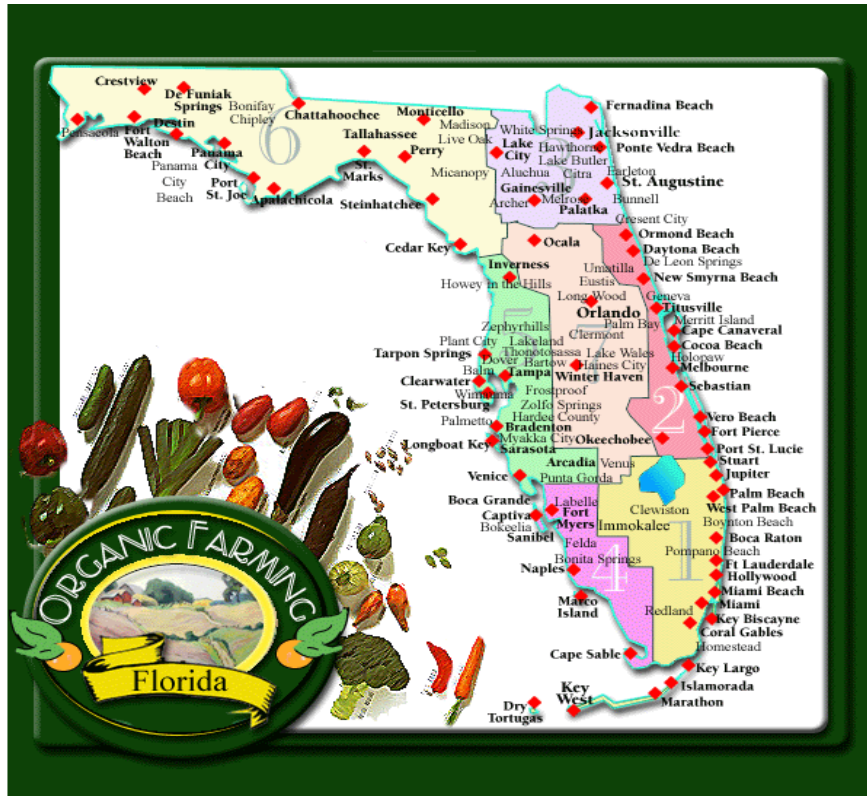 Crestview
De Funiak
Springs
Bonifay
Chipley
Chattahoochee
Monticello
Madison
Live Oak
Pensacola
Fort
Walton
Beach
Destin
Panama
City
Panama
City
Beach
Port
St. Joe
Apalachicola
Tallahassee
St.
Marks
Perry
Micanopy
Steinhatchee
Cedar Key
6
White Springs
Lake
City
Hawthorne
Lake Butler
Aluchua
Citra
Gainesville
Archer
Melrose
Palatka
Fernadina Beach
Jacksonville
Ponte Vedra Beach
Earleton
St. Augustine
Bunnell
Cresent City
Ormond Beach
Daytona Beach
De Leon Springs
New Smyrna Beach
Geneva
Titusville
Merritt Island
Cape Canaveral
Cocoa Beach
Holopaw
Melbourne
Sebastian
2
Vero Beach
Fort Pierce
Port St. Lucie
Stuart
Jupiter
Ocala
Inverness
Howey in the Hills
Umatilla
Eustis
Long Wood
Orlando
Palm Bay
7
Clermont
Lake Wales
Haines City
Winter Haven
5
Zephyrhills
Plant City
Lakeland
Tarpon Springs
Thonotosassa
Dover
Bartow
Balm
Tampa
Clearwater
Wimauma
St. Petersburg
Frostproof
Zolfo Springs
Palmetto
Hardee County
Bradenton
Longboat Key
Myakka City
Sarasota
Okeechobee
Arcadia
Venus
Venice
Punta Gorda
Boca Grande
Labelle
Captiva
Fort
Myers
Bokeelia
Sanibel
Clewiston
Immokalee
Felda
Bonita Springs
4
Naples
Marco
Island
1
Palm Beach
West Palm Beach
Boynton Beach
Boca Raton
Pompano Beach
Ft Lauderdale
Hollywood
Miami Beach
Redland
Miami
Key Biscayne
Coral Gables
Homestead
Cape Sable
Key Largo
Islamorada
Marathon
Key
West
Dry
Tortugas
ORGANIC FARMING
Florida